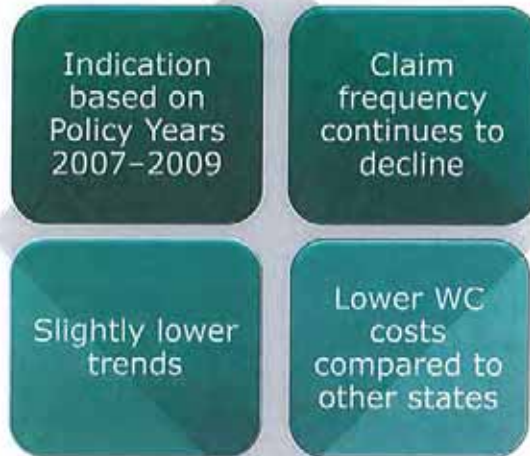 Indication
based on
Policy Years
2007–2009
Claim
frequency
continues to
decline
Slightly lower
trends
Lower WC
costs
compared to
other states